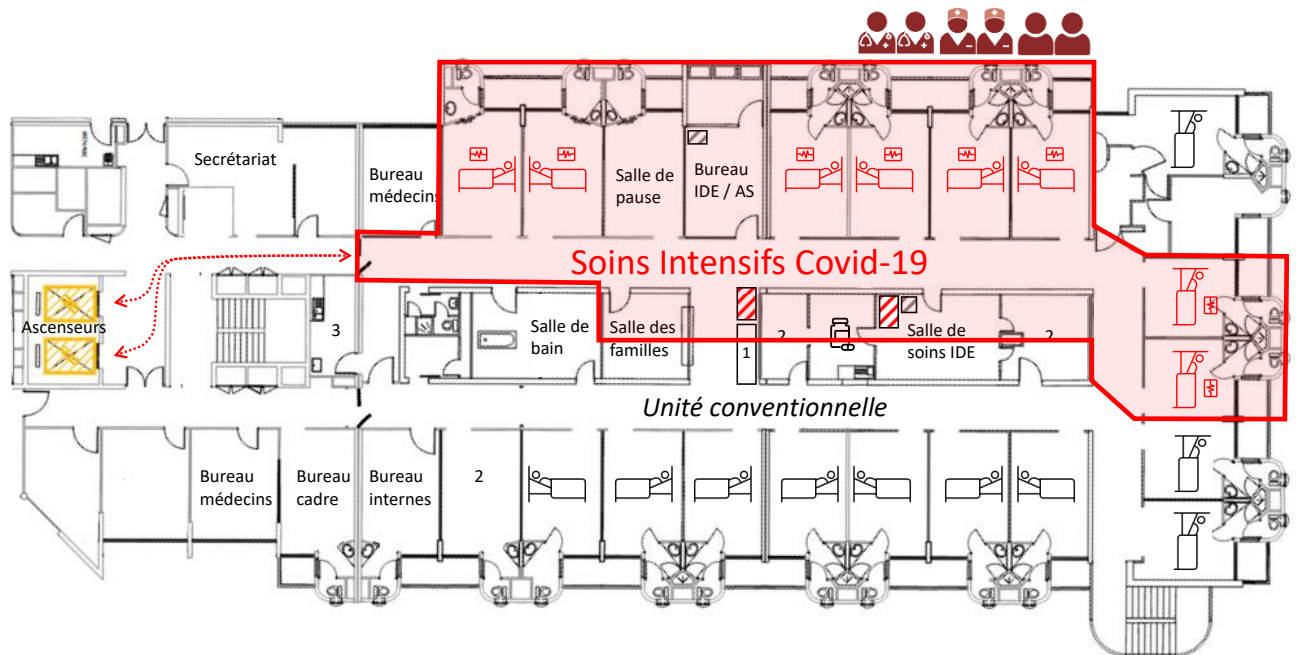 Secrétariat
Bureau
médecins
Salle de
pause
Bureau
IDE / AS
Soins Intensifs Covid-19
Ascenseurs
3
Salle de
bain
Salle des
familles
1
2
Salle de
soins IDE
2
Unité conventionnelle
Bureau
médecins
Bureau
cadre
Bureau
internes
2